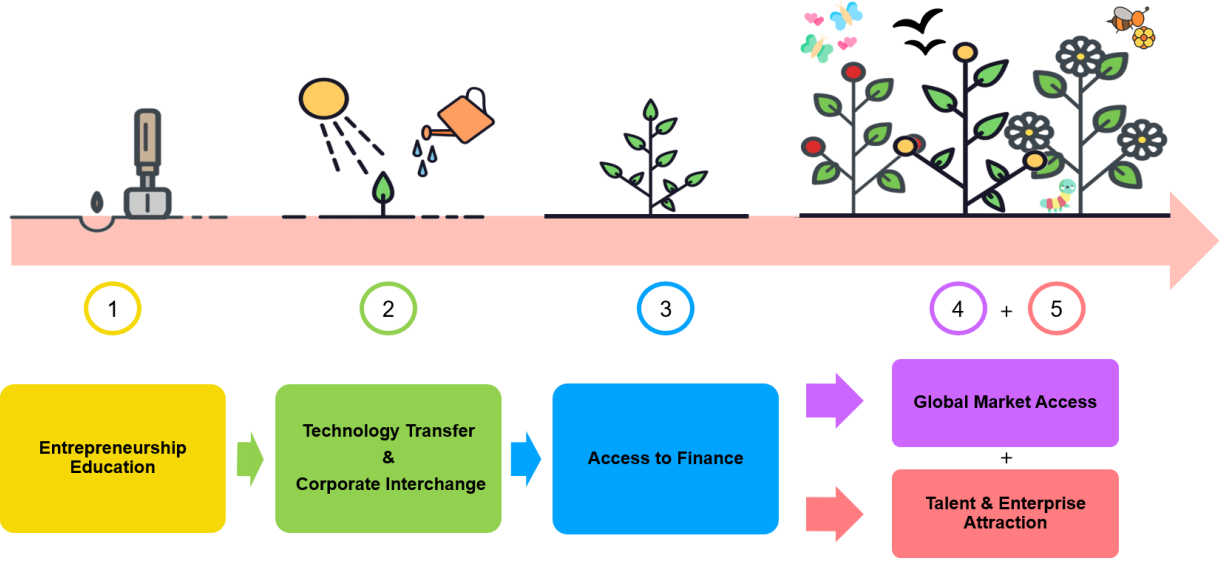 1
2
3
4 + 5
Entrepreneurship
Education
Technology Transfer
&
Corporate Interchange
Access to Finance
Global Market Access
+
Talent & Enterprise
Attraction